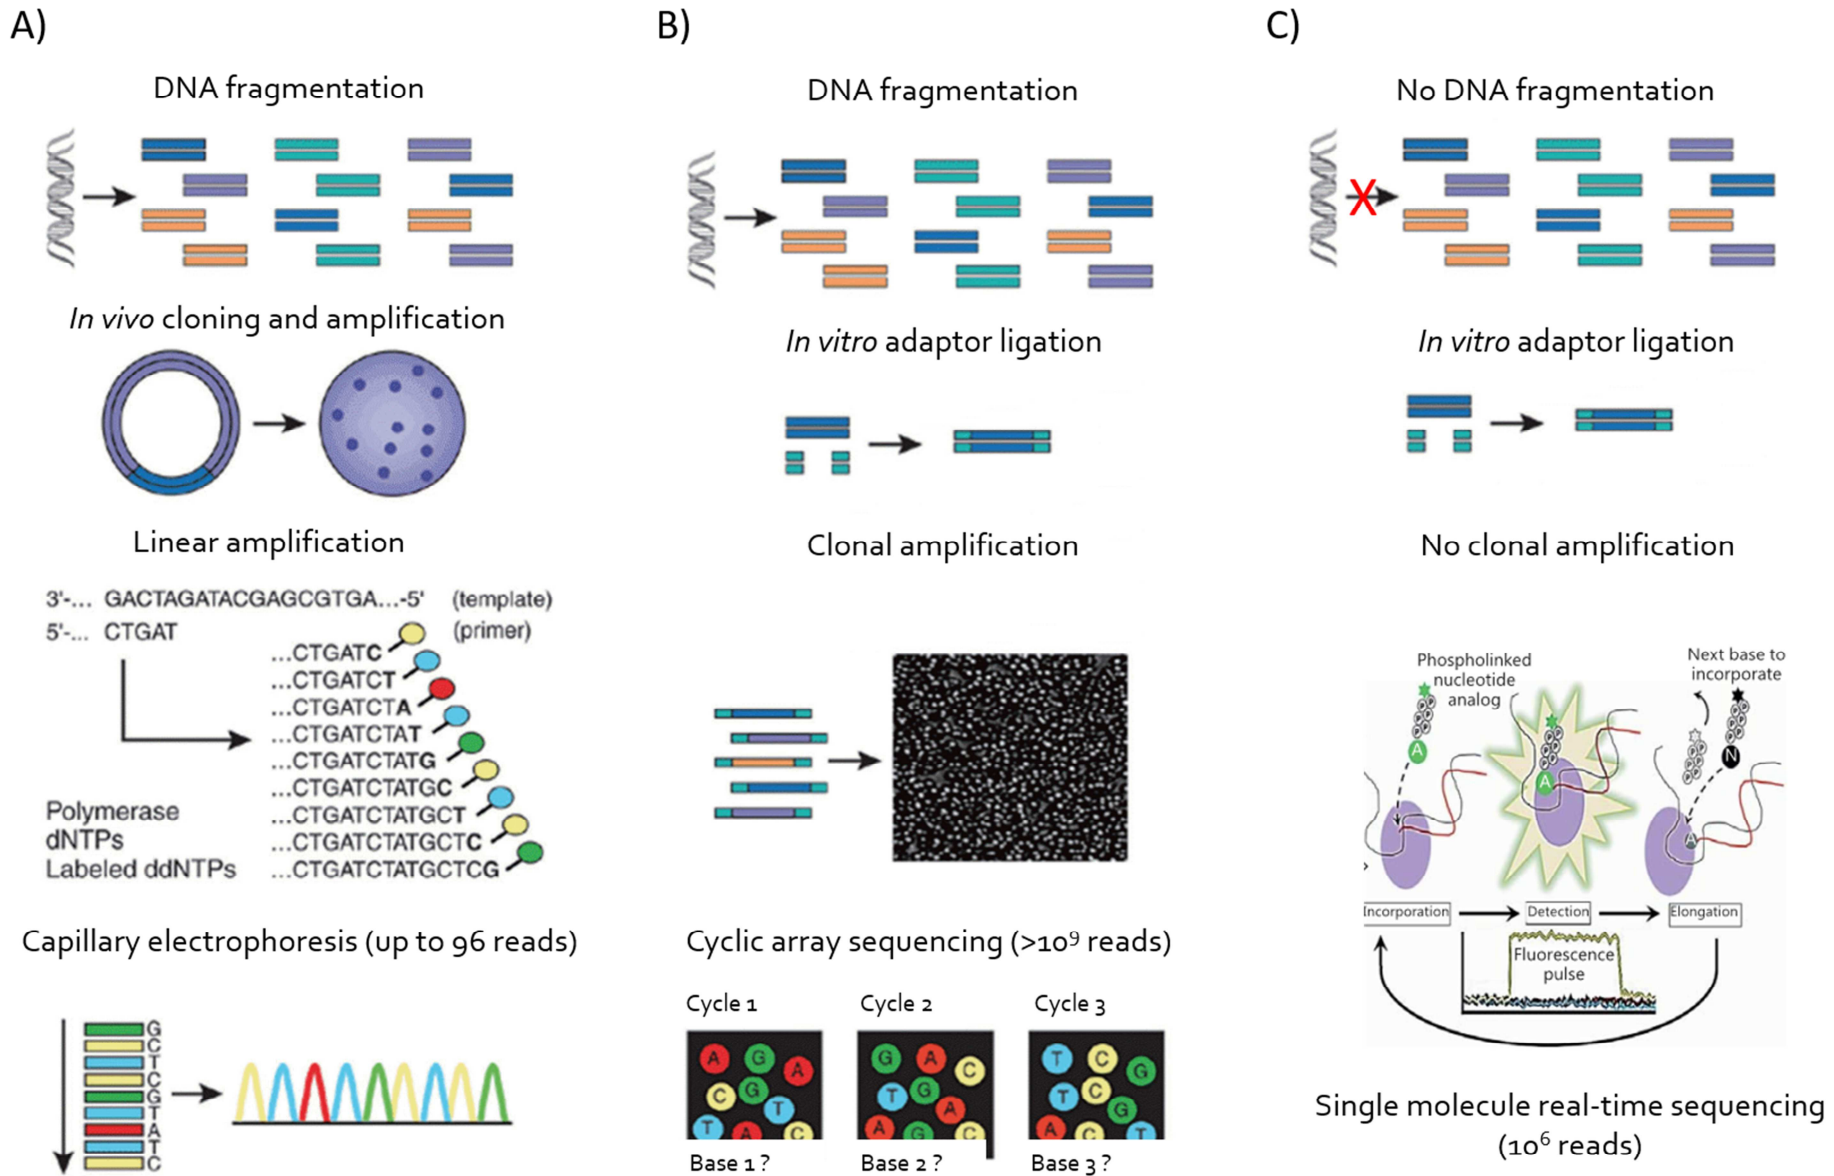 A)
DNA fragmentation
In vivo cloning and amplification
Linear amplification
3'-... GACTAGATACGAGCGTGA...-5' (template)
5'-... CTGAT (primer)
...CTGATC
...CTGATCT
...CTGATCTA
...CTGATCTAT
...CTGATCTATG
...CTGATCTATGC
...CTGATCTATGCT
...CTGATCTATGCTC
...CTGATCTATGCTCG
Polymerase
dNTPs
Labeled ddNTPs
Capillary electrophoresis (up to 96 reads)
G
C
T
C
G
T
A
T
C
B)
DNA fragmentation
In vitro adaptor ligation
Clonal amplification
Cyclic array sequencing (>10⁹ reads)
Cycle 1
A G A
C G T
T A C
Base 1 ?
Cycle 2
G A C
T G A
A G C
Base 2 ?
Cycle 3
T C G
T C G
A C T
Base 3 ?
C)
No DNA fragmentation
X
In vitro adaptor ligation
No clonal amplification
Phospholinked
nucleotide
analog
Next base to
incorporate
P P P P P P
A
P P P P P P
A
P P P P P P
P P P P P P
N
A
Incorporation
Detection
Elongation
Fluorescence
pulse
Single molecule real-time sequencing
(10⁶ reads)